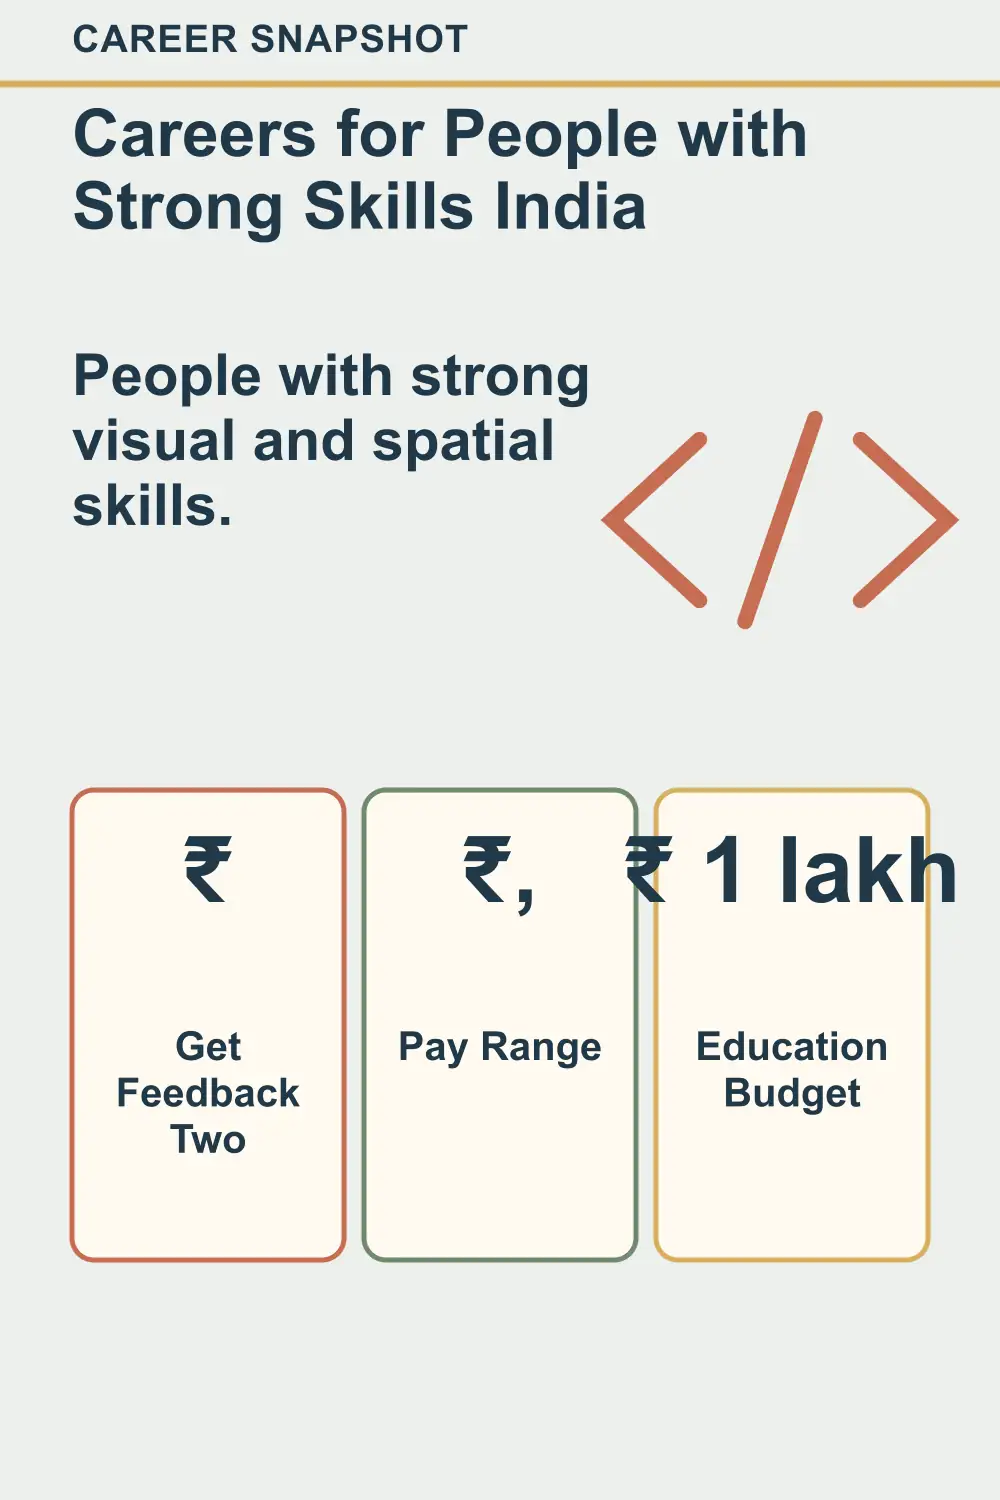 CAREER SNAPSHOT
Careers for People with
Strong Skills India
People with strong
visual and spatial
skills.
</>
₹
₹,
₹ 1 lakh
Get
Feedback
Two
Pay Range
Education
Budget